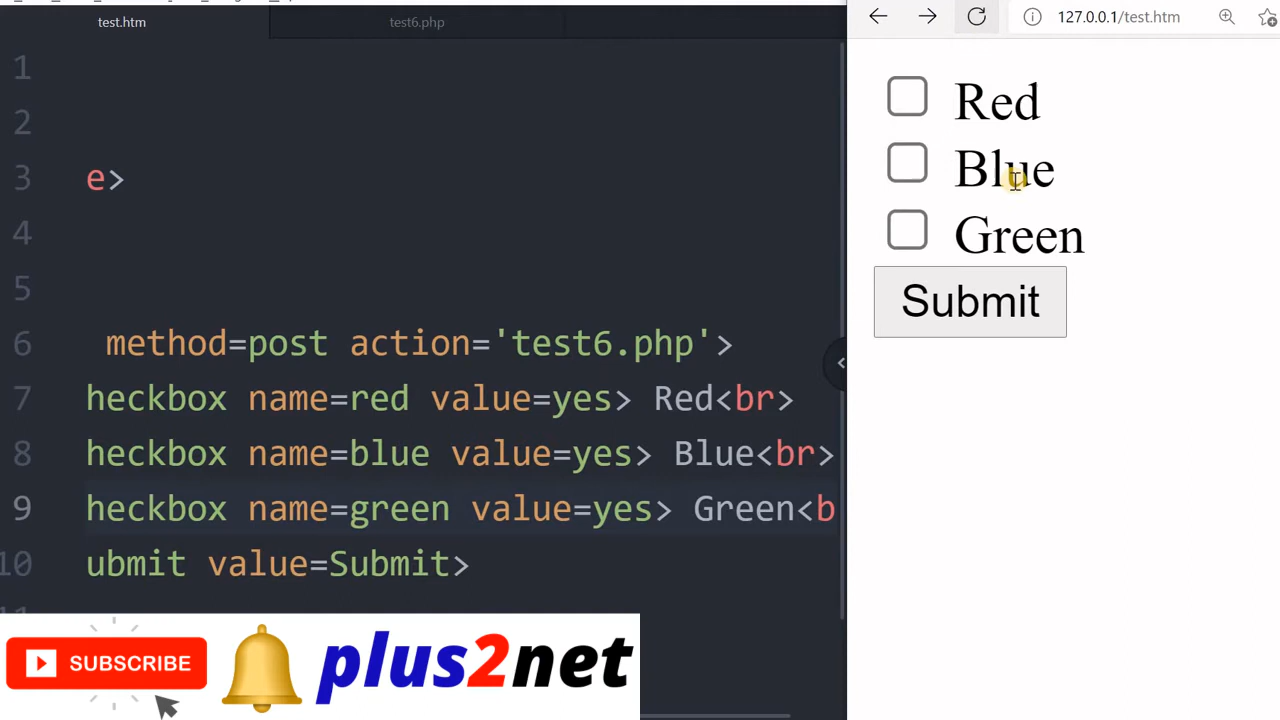 test.htm
test6.php
127.0.0.1/test.htm
1
2
3 e>
4
5
6 method=post action='test6.php'>
7 heckbox name=red value=yes> Red<br>
8 heckbox name=blue value=yes> Blue<br>
9 heckbox name=green value=yes> Green<b
10 ubmit value=Submit>
Red
Blue
Green
Submit
SUBSCRIBE
plus2net